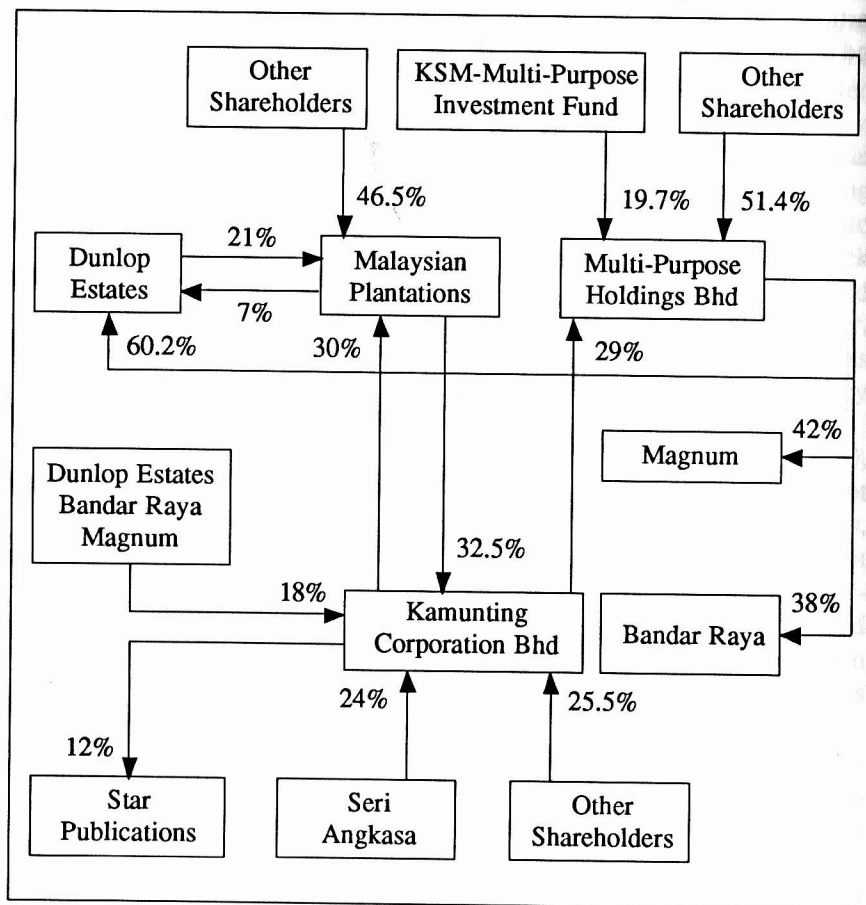 Other
Shareholders
KSM-Multi-Purpose
Investment Fund
Other
Shareholders
46.5%
19.7%
51.4%
Dunlop
Estates
21%
7%
Malaysian
Plantations
Multi-Purpose
Holdings Bhd
60.2%
30%
29%
42%
Magnum
Dunlop Estates
Bandar Raya
Magnum
32.5%
18%
Kamunting
Corporation Bhd
38%
Bandar Raya
24%
25.5%
12%
Star
Publications
Seri
Angkasa
Other
Shareholders